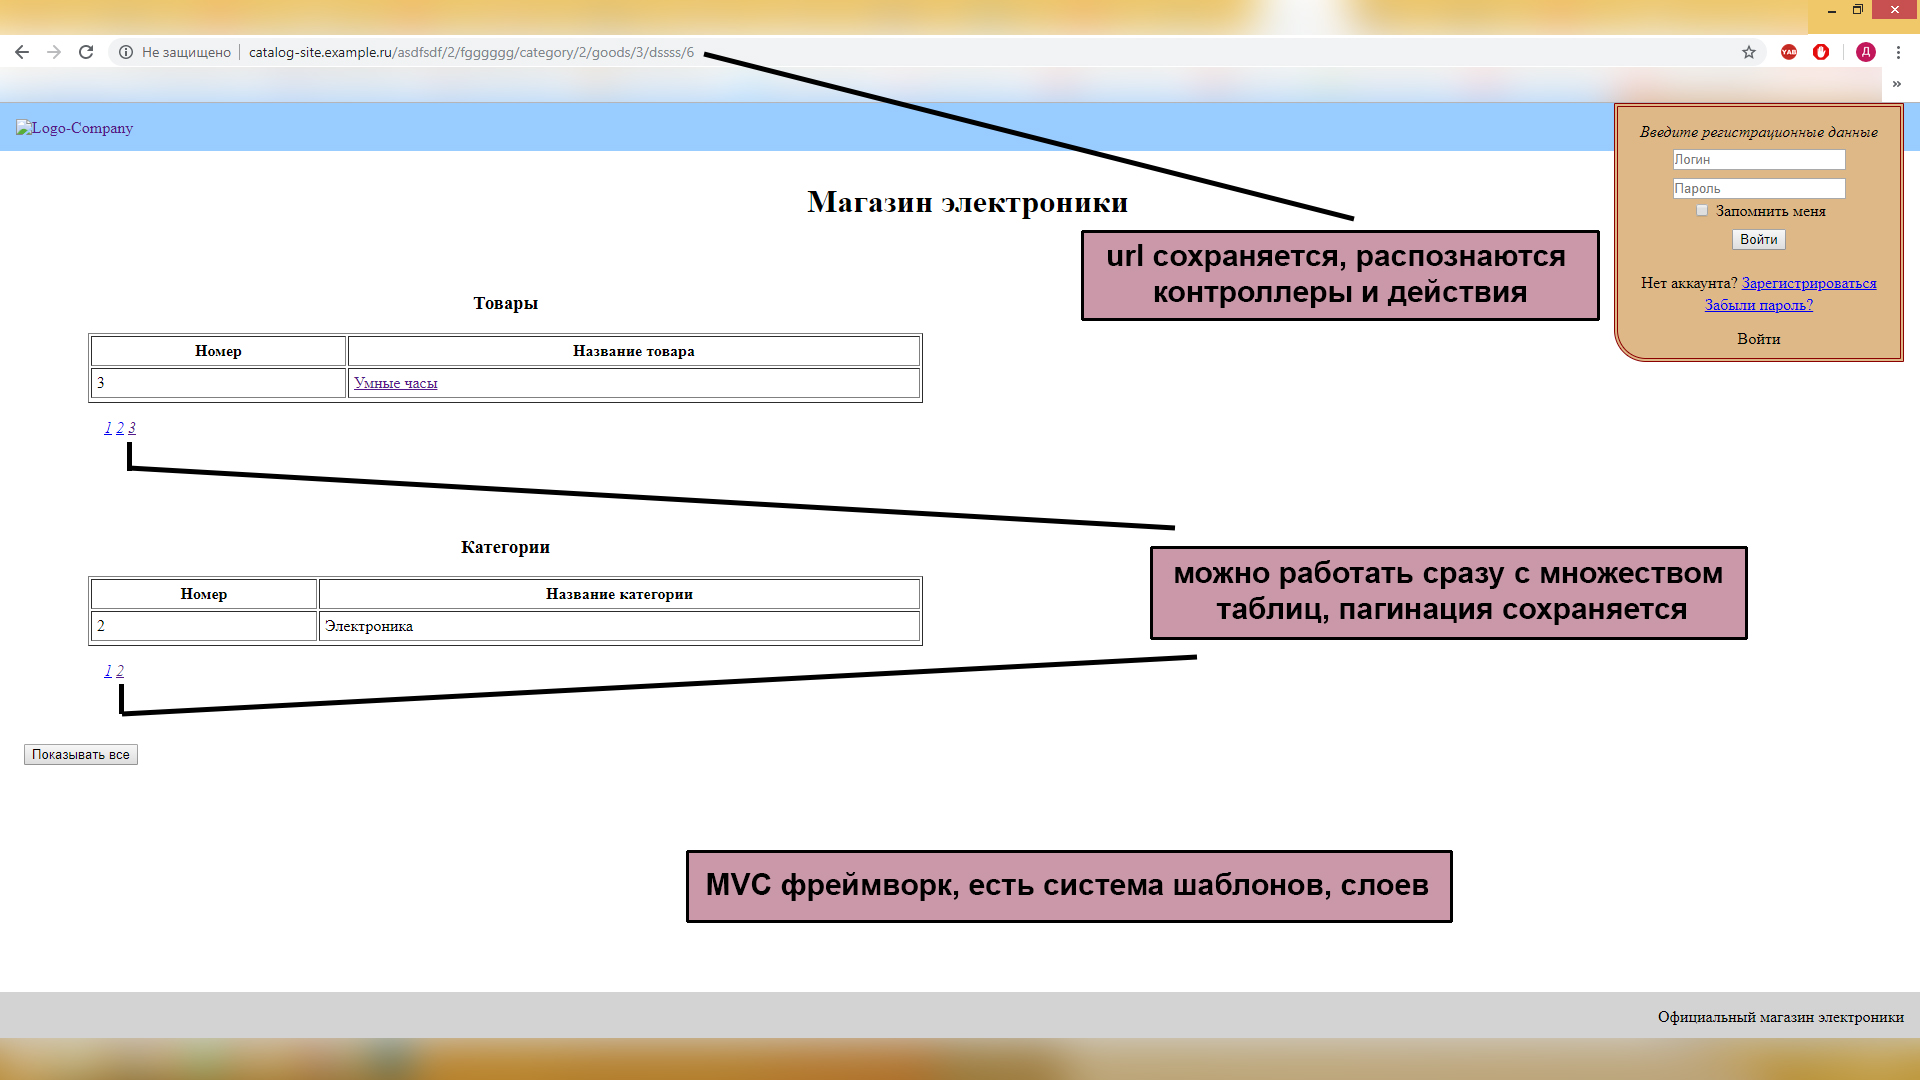 Не защищено
catalog-site.example.ru/asdfsdf/2/fgggggg/category/2/goods/3/dssss/6
YAB
Д
»
Logo-Company
Введите регистрационные данные
Логин
Пароль
Запомнить меня
Войти
Нет аккаунта? Зарегистрироваться
Забыли пароль?
Войти
Магазин электроники
url сохраняется, распознаются
контроллеры и действия
Товары
Номер Название товара
3 Умные часы
1 2 3
Категории
Номер Название категории
2 Электроника
1 2
можно работать сразу с множеством
таблиц, пагинация сохраняется
Показывать все
MVC фреймворк, есть система шаблонов, слоев
Официальный магазин электроники